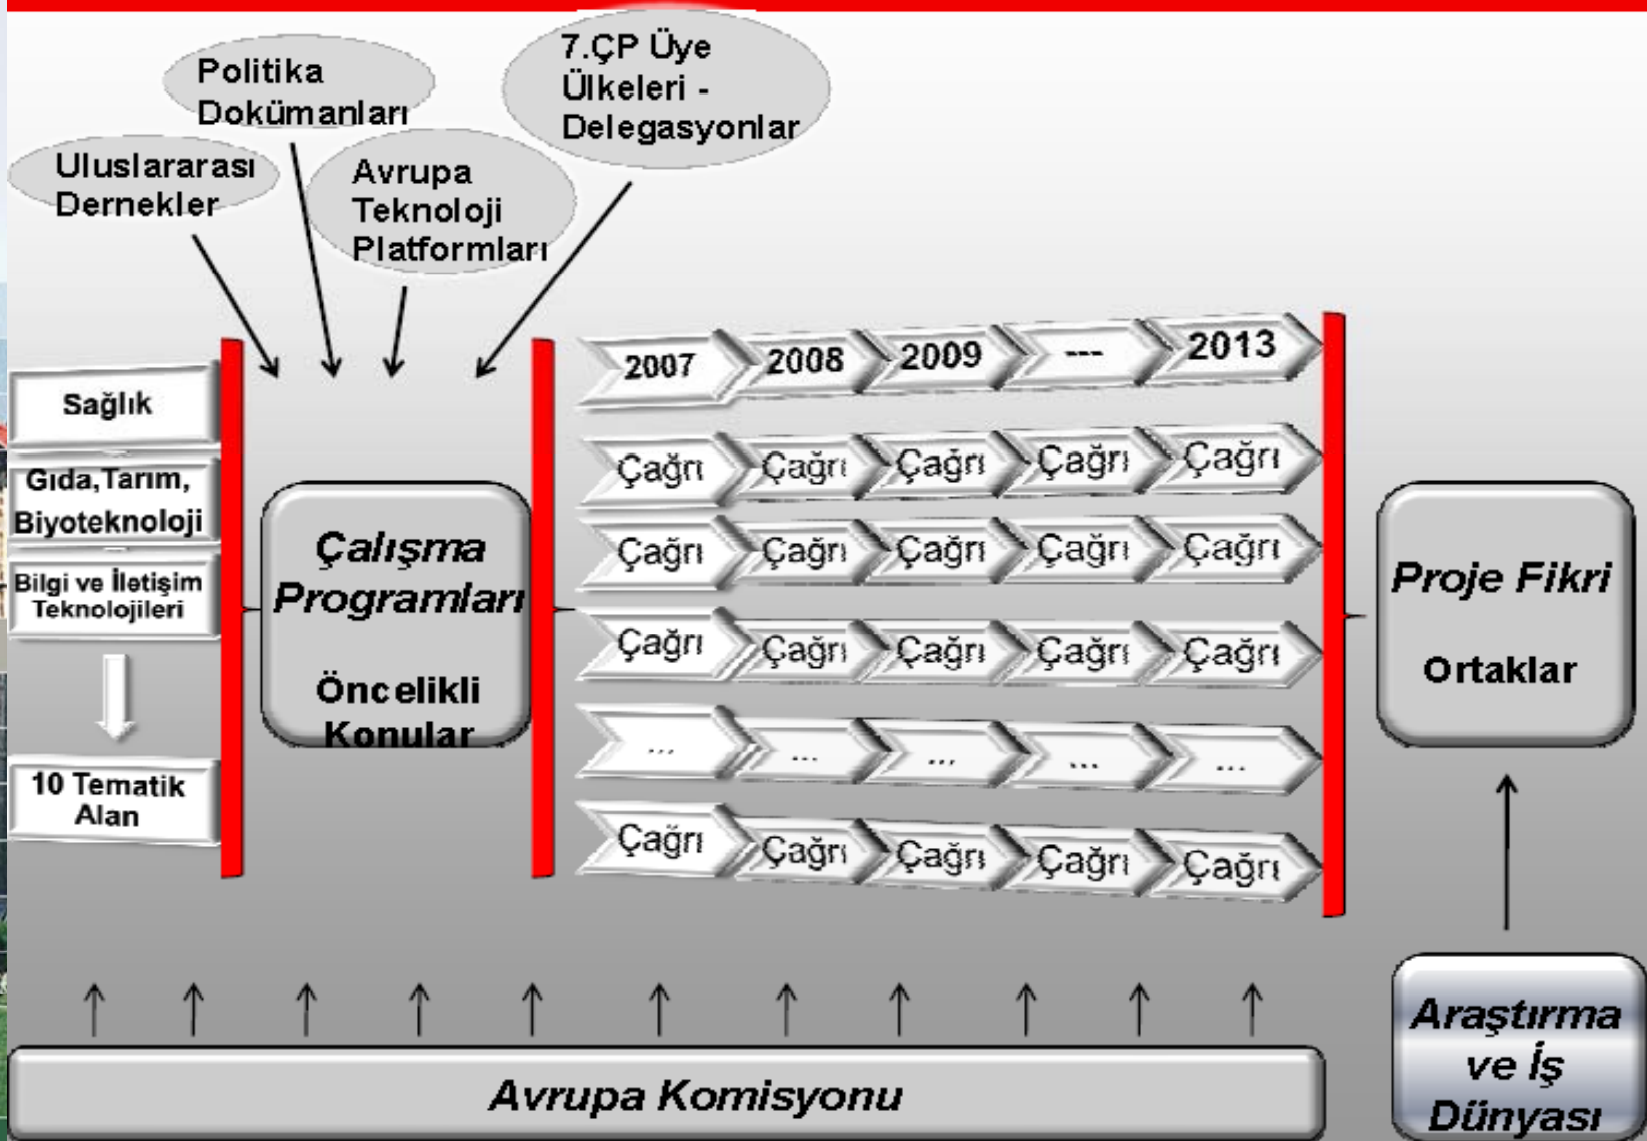 Politika
Dokümanları
7.ÇP Üye
Ülkeleri -
Delegasyonlar
Uluslararası
Dernekler
Avrupa
Teknoloji
Platformları
Sağlık
Gıda,Tarım,
Biyoteknoloji
Bilgi ve İletişim
Teknolojileri
10 Tematik
Alan
Çalışma
Programları
Öncelikli
Konular
2007 2008 2009 --- 2013
Çağrı Çağrı Çağrı Çağrı Çağrı
Çağrı Çağrı Çağrı Çağrı Çağrı
Çağrı Çağrı Çağrı Çağrı Çağrı
... ... ... ... ...
Çağrı Çağrı Çağrı Çağrı Çağrı
Proje Fikri
Ortaklar
Avrupa Komisyonu
Araştırma
ve İş
Dünyası